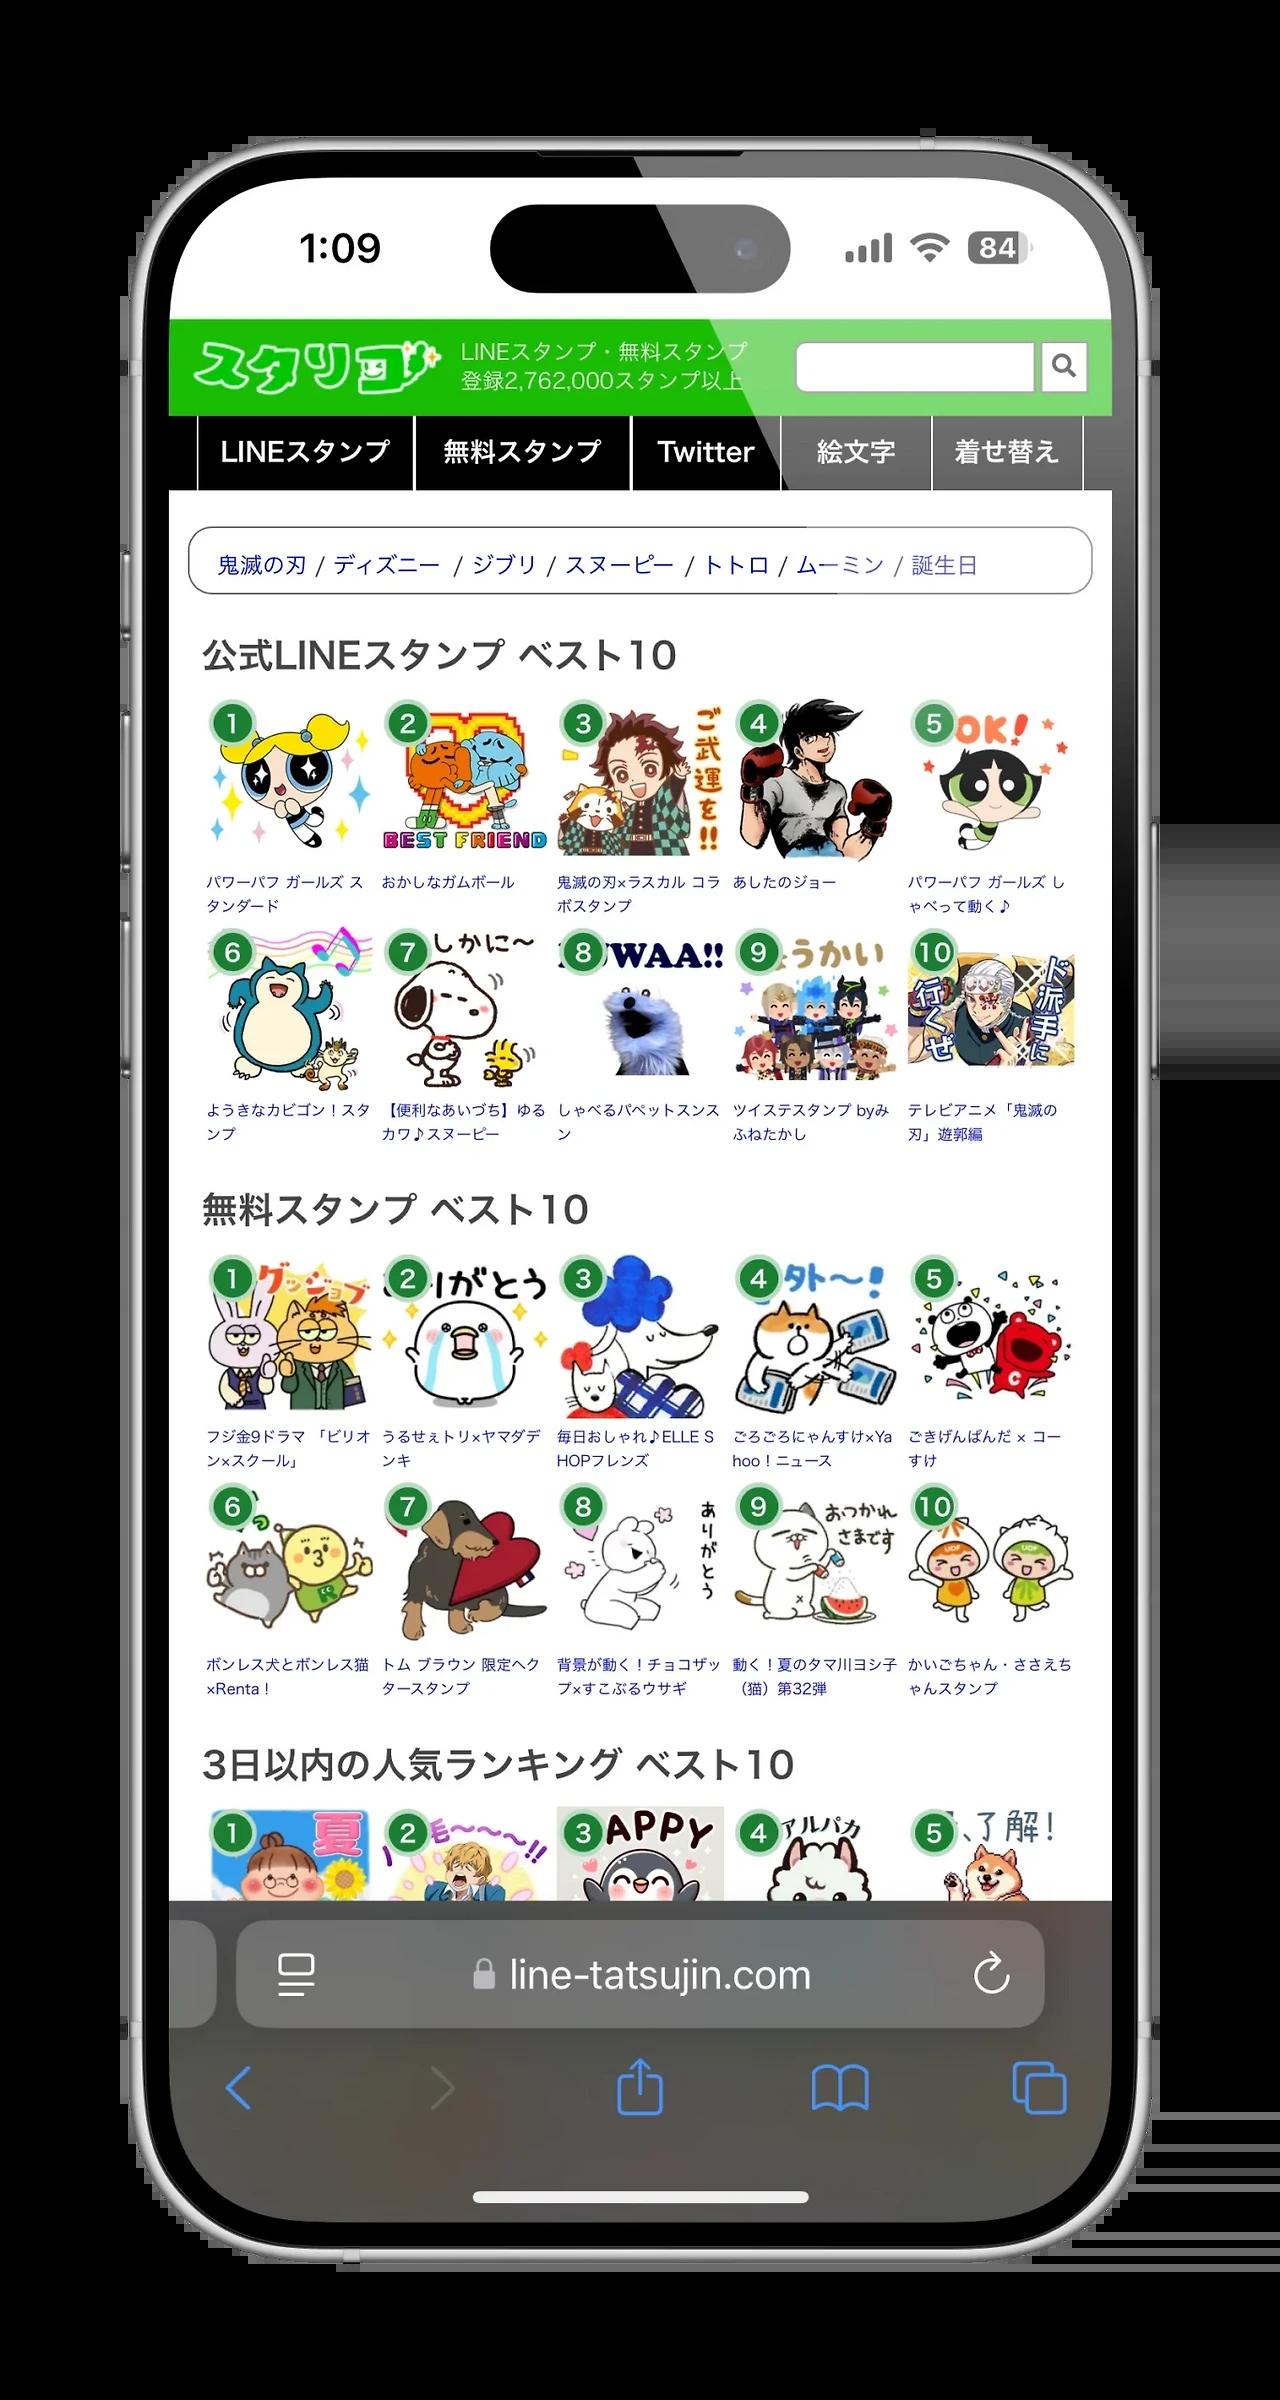 1:09
84
スタリコ
LINEスタンプ・無料スタンプ
登録2,762,000スタンプ以上
LINEスタンプ
無料スタンプ
Twitter
絵文字
着せ替え
鬼滅の刃 / ディズニー / ジブリ / スヌーピー / トトロ / ムーミン / 誕生日
公式LINEスタンプ ベスト10
1
2
BEST FRIEND
3
ご武運を!!
4
5
OK!
パワーパフ ガールズ ス
タンダード
おかしなガムボール
鬼滅の刃×ラスカル コラ
ボスタンプ
あしたのジョー
パワーパフ ガールズ し
ゃべって動く♪
6
7
しかに〜
8
WAA!!
9
うかい
10
ド派手に
行くぜ
ようきなカビゴン！スタ
ンプ
【便利なあいづち】ゆる
カワ♪スヌーピー
しゃべるパペットスンス
ン
ツイステスタンプ byみ
ふねたかし
テレビアニメ「鬼滅の
刃」遊郭編
無料スタンプ ベスト10
1
グッジョブ
2
りがとう
3
4
タト〜!
5
C
フジ金9ドラマ 「ビリオ
ン×スクール」
うるせぇトリ×ヤマダデ
ンキ
毎日おしゃれ♪ELLE S
HOPフレンズ
ごろごろにゃんすけ×Ya
hoo！ニュース
ごきげんぱんだ × コー
すけ
6
R
7
8
ありがとう
9
おつかれ
さまです
10
UDF
UDF
ボンレス犬とボンレス猫
×Renta！
トム ブラウン 限定ヘク
タースタンプ
背景が動く！チョコザッ
プ×すこぶるウサギ
動く！夏のタマ川ヨシ子
（猫）第32弾
かいごちゃん・ささえち
ゃんスタンプ
3日以内の人気ランキング ベスト10
1
夏
2
毛〜〜〜!!
3
APPY
4
アルパカ
5
、了解!
line-tatsujin.com